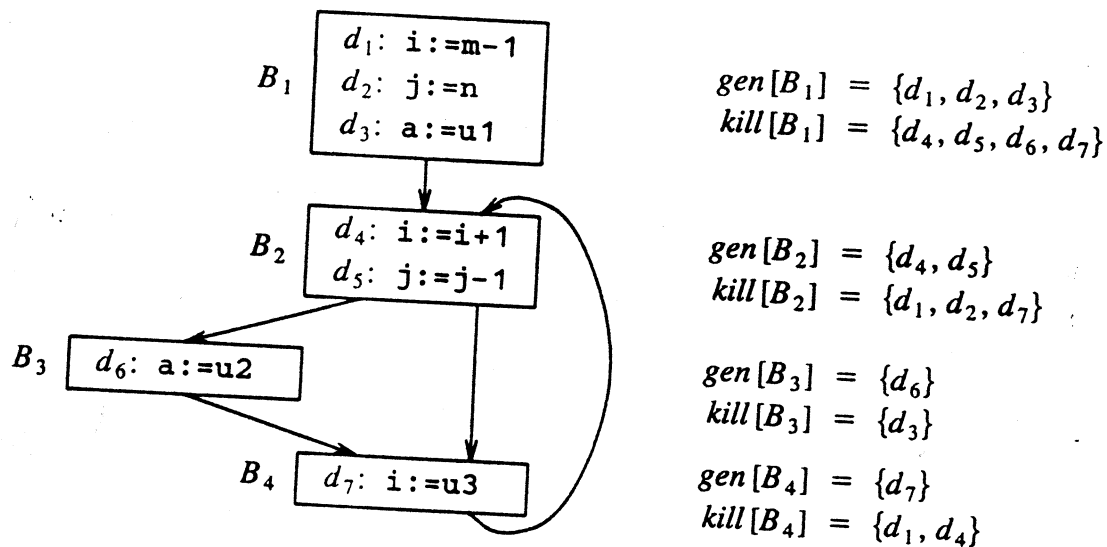 B₁
d₁: i:=m-1
d₂: j:=n
d₃: a:=u1
gen[B₁] = {d₁, d₂, d₃}
kill[B₁] = {d₄, d₅, d₆, d₇}
B₂
d₄: i:=i+1
d₅: j:=j-1
gen[B₂] = {d₄, d₅}
kill[B₂] = {d₁, d₂, d₇}
B₃
d₆: a:=u2
gen[B₃] = {d₆}
kill[B₃] = {d₃}
B₄
d₇: i:=u3
gen[B₄] = {d₇}
kill[B₄] = {d₁, d₄}